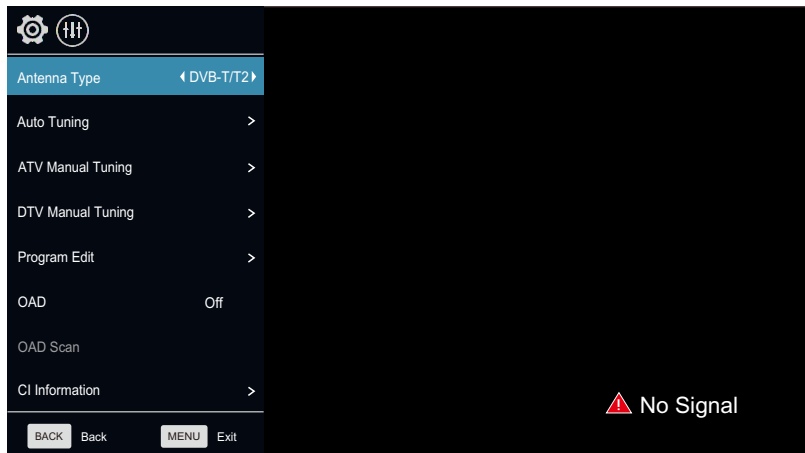 Antenna Type DVB-T/T2
Auto Tuning >
ATV Manual Tuning >
DTV Manual Tuning >
Program Edit >
OAD Off
OAD Scan
CI Information >
No Signal
BACK Back MENU Exit